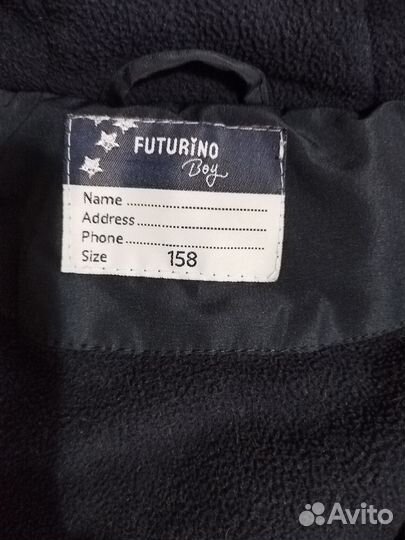 FUTURINO
Boy
Name ..............................
Address..........................
Phone............................
Size 158
Avito